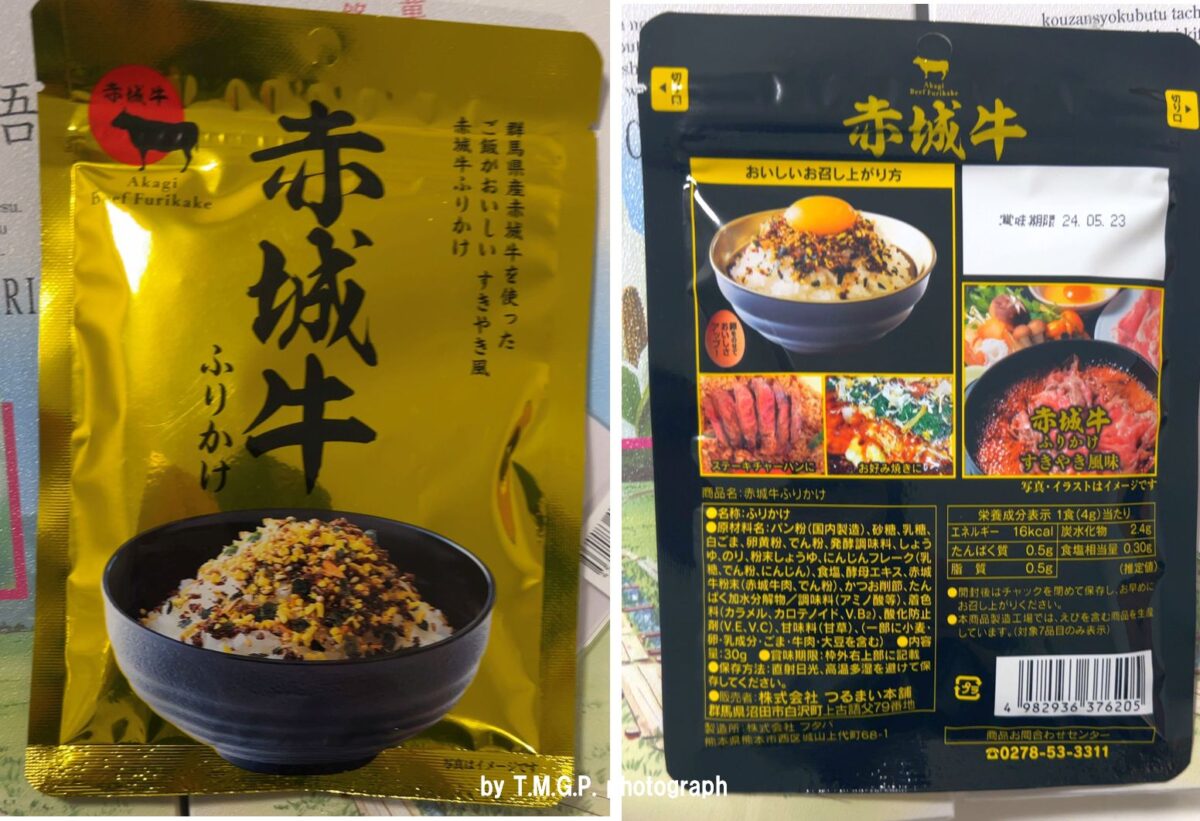 赤城牛
Akagi
Beef Furikake
赤城牛
ふりかけ
群馬県産赤城牛を使った
ご飯がおいしい すきやき風
赤城牛ふりかけ
写真はイメージです
kouzansyokubutu tach
切り口
Akagi
Beef Furikake
赤城牛
切り口
おいしいお召し上がり方
賞味期限 24.05.23
卵をのせて
おいしさ
アップ!
ステーキチャーハンに
お好み焼きに
赤城牛
ふりかけ
すきやき風味
写真・イラストはイメージです
商品名:赤城牛ふりかけ
●名称:ふりかけ
●原材料名:パン粉(国内製造)、砂糖、乳糖、
白ごま、卵黄粉、でん粉、発酵調味料、しょう
ゆ、のり、粉末しょうゆ、にんじんフレーク(乳
糖、でん粉、にんじん)、食塩、酵母エキス、赤城
牛粉末(赤城牛肉、でん粉)、かつお削節、たん
ぱく加水分解物/調味料(アミノ酸等)、着色
料(カラメル、カロテノイド、V.B₂)、酸化防止
剤(V.E、V.C)、甘味料(甘草)、(一部に小麦・
卵・乳成分・ごま・牛肉・大豆を含む) ●内容
量:30g ●賞味期限:枠外右上部に記載
●保存方法:直射日光、高温多湿を避けて保
存してください。
●販売者:株式会社 つるまい本舗
群馬県沼田市白沢町上古語父79番地
製造所:株式会社 フタバ
熊本県熊本市西区城山上代町68-1
栄養成分表示 1食(4g)当たり
エネルギー 16kcal 炭水化物 2.4g
たんぱく質 0.5g 食塩相当量 0.30g
脂質 0.5g (推定値)
●開封後はチャックを閉めて保存し、お早めに
お召し上がりください。
●本商品製造工場では、えびを含む商品を生産
しています。(対象7品目のみ表示)
プラ
4 982936 376205
商品お問合わせセンター
☎0278-53-3311
by T.M.G.P. photograph